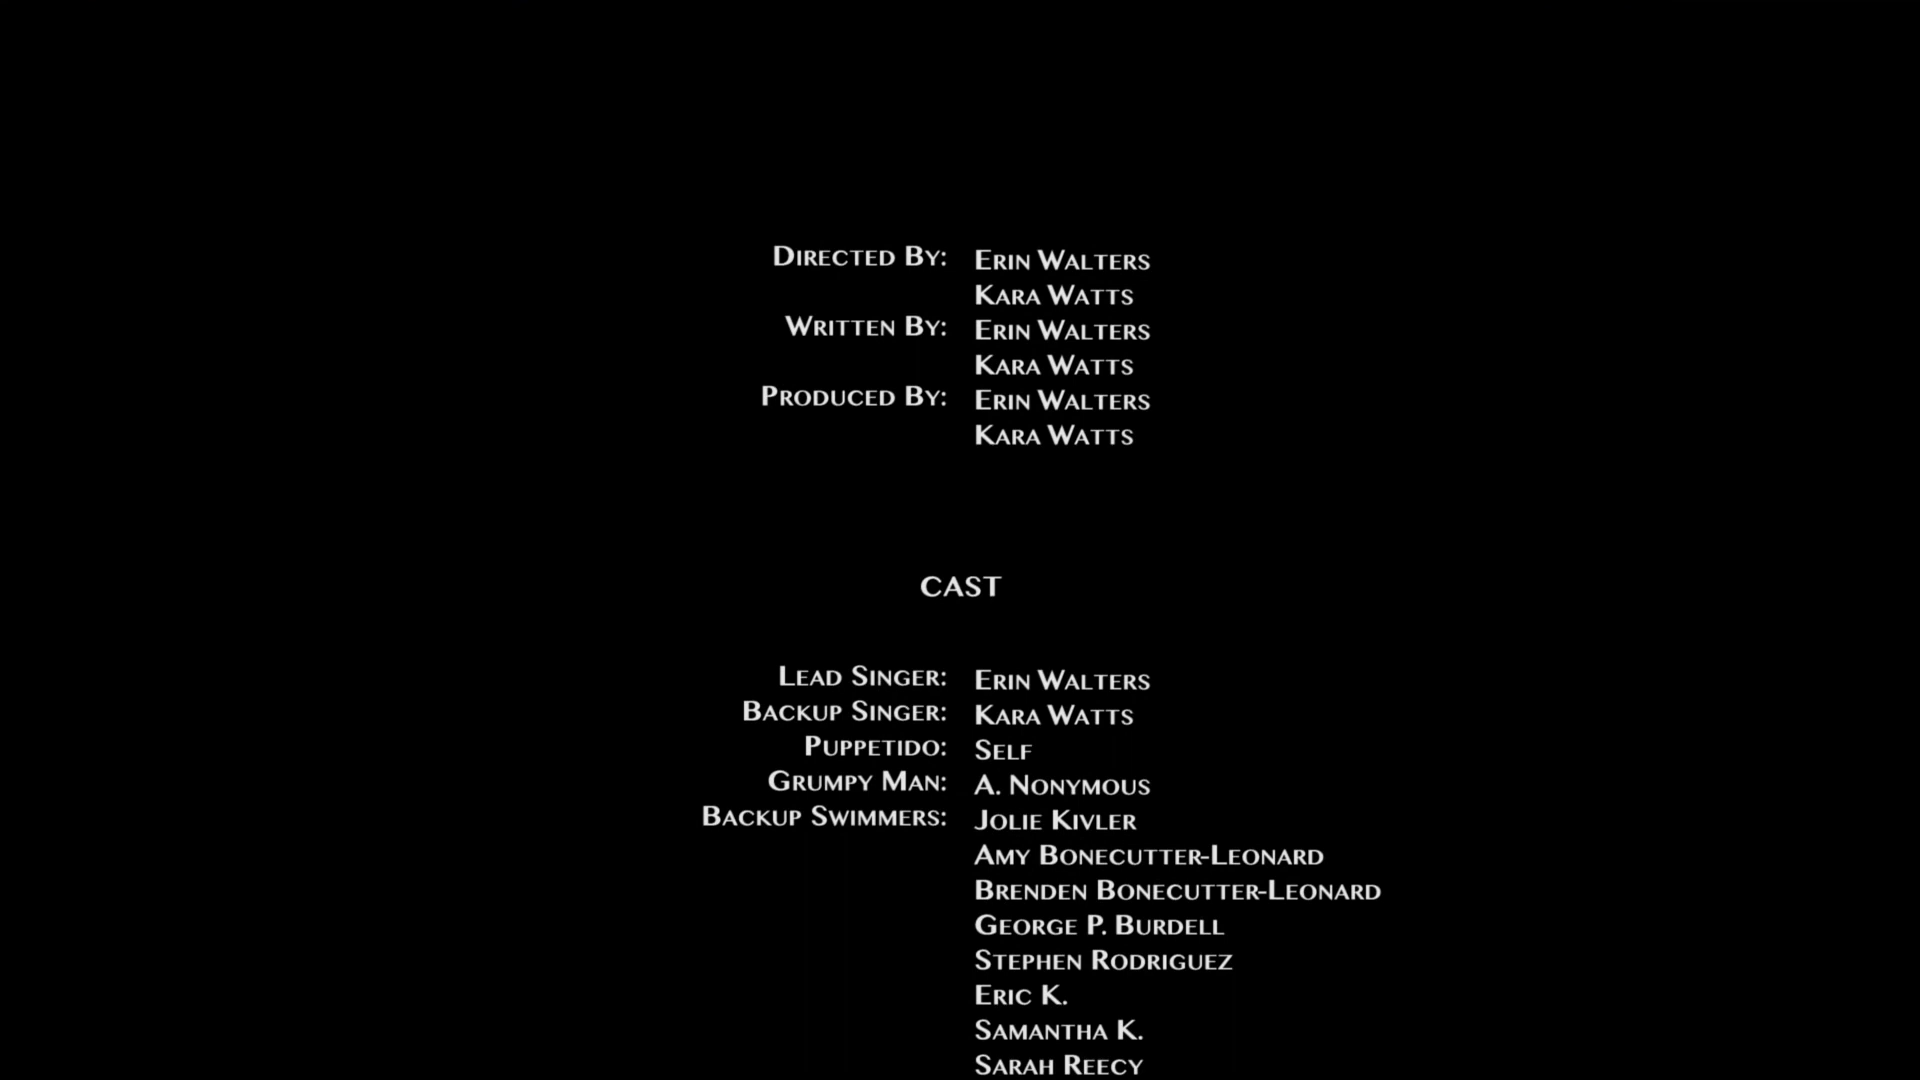 Directed By: Erin Walters
Kara Watts
Written By: Erin Walters
Kara Watts
Produced By: Erin Walters
Kara Watts
CAST
Lead Singer: Erin Walters
Backup Singer: Kara Watts
Puppetido: Self
Grumpy Man: A. Nonymous
Backup Swimmers: Jolie Kivler
Amy Bonecutter-Leonard
Brenden Bonecutter-Leonard
George P. Burdell
Stephen Rodriguez
Eric K.
Samantha K.
Sarah Reecy